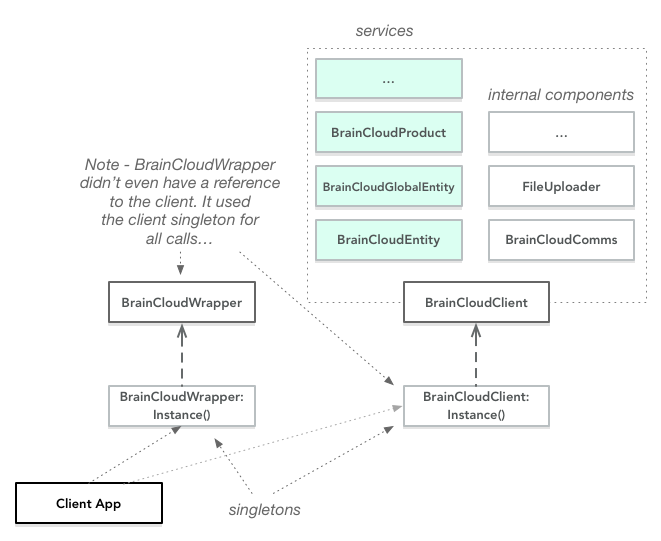 services
...
internal components
BrainCloudProduct
...
Note - BrainCloudWrapper
didn't even have a reference
to the client. It used
the client singleton for
all calls...
BrainCloudGlobalEntity
FileUploader
BrainCloudEntity
BrainCloudComms
BrainCloudWrapper
BrainCloudClient
BrainCloudWrapper:
Instance()
BrainCloudClient:
Instance()
Client App
singletons